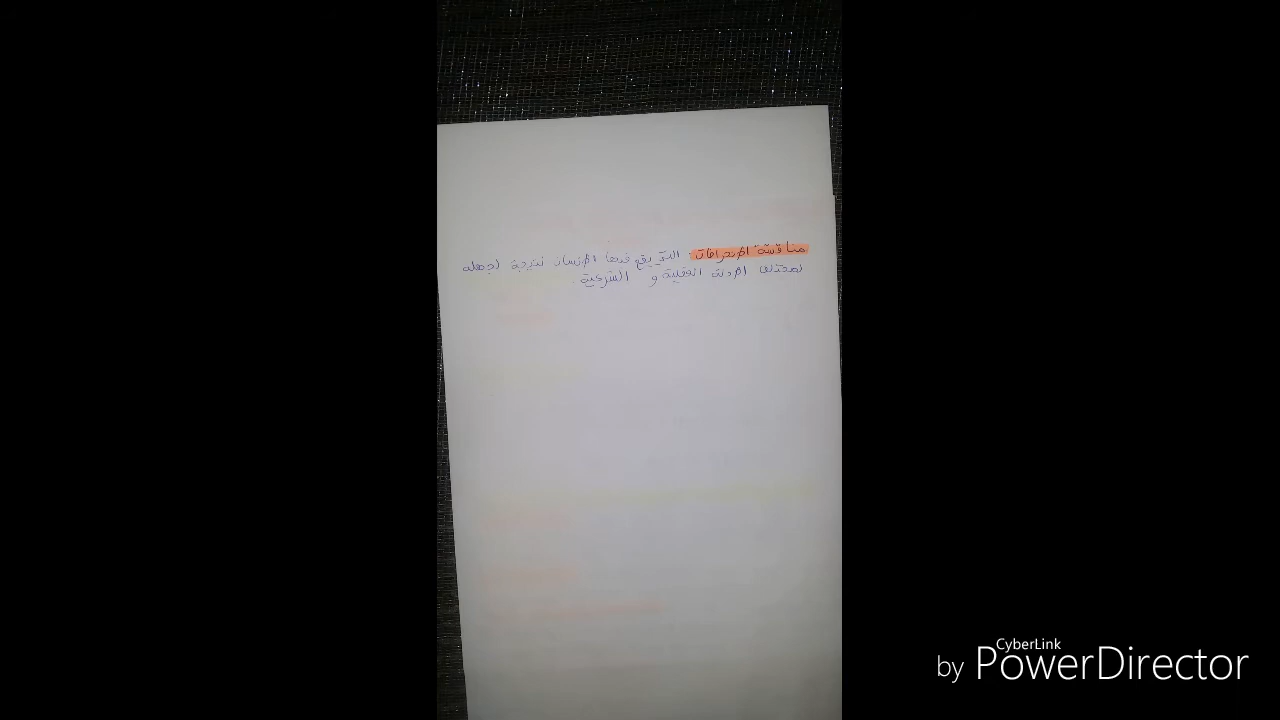 مناقشة الانحرافات: التي يقع فيها الإنسان نتيجة لجهله
لمختلف الأدلة العقلية و الشرعية.
CyberLink
by PowerDirector